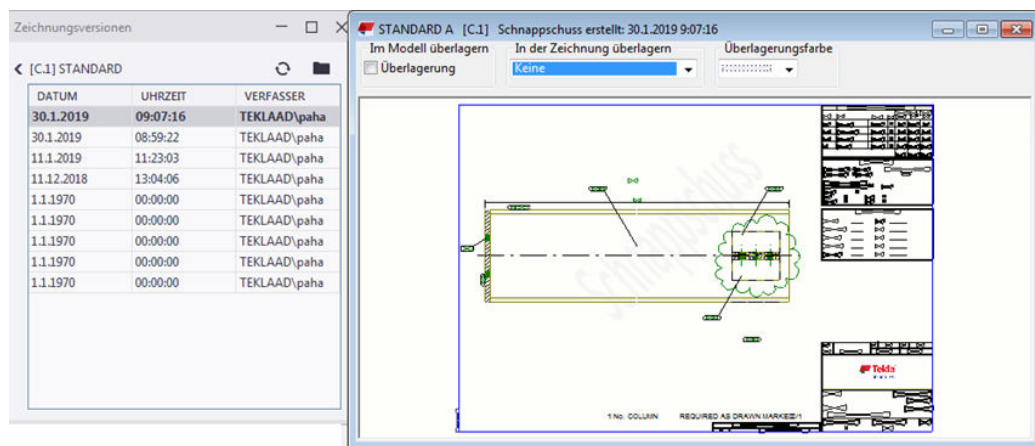 Zeichnungsversionen
[C.1] STANDARD
DATUM UHRZEIT VERFASSER
30.1.2019 09:07:16 TEKLAAD\paha
30.1.2019 08:59:22 TEKLAAD\paha
11.1.2019 11:23:03 TEKLAAD\paha
11.12.2018 13:04:06 TEKLAAD\paha
1.1.1970 00:00:00 TEKLAAD\paha
1.1.1970 00:00:00 TEKLAAD\paha
1.1.1970 00:00:00 TEKLAAD\paha
1.1.1970 00:00:00 TEKLAAD\paha
1.1.1970 00:00:00 TEKLAAD\paha
STANDARD A [C.1] Schnappschuss erstellt: 30.1.2019 9:07:16
Im Modell überlagern In der Zeichnung überlagern Überlagerungsfarbe
Überlagerung Keine
Schnappschuss
Tekla
1 No. COLUMN REQUIRED AS DRAWN